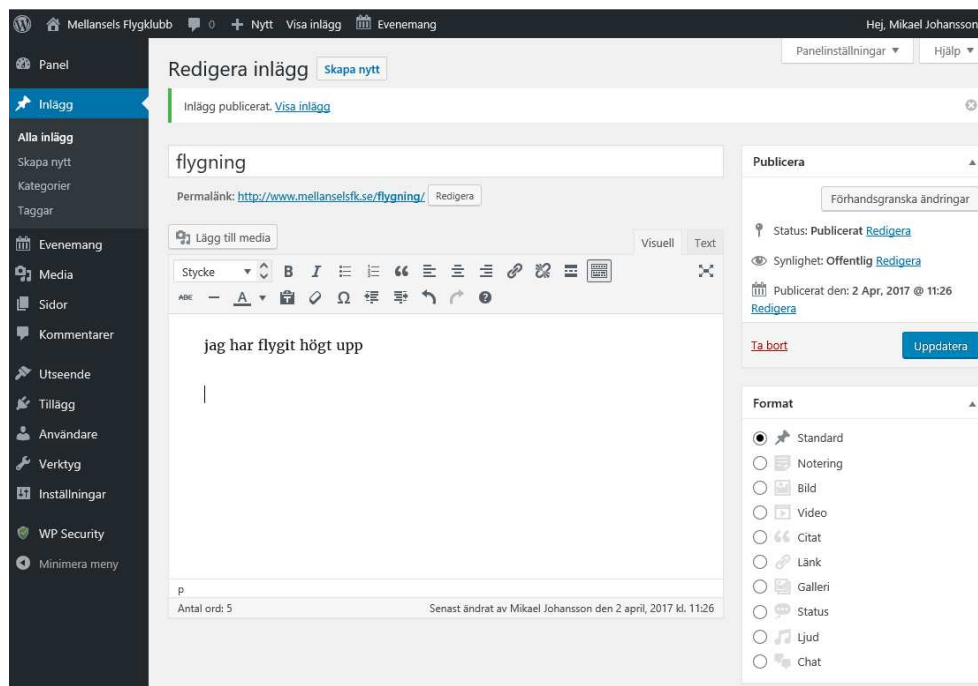 Mellansels Flygklubb 0 Nytt Visa inlägg Evenemang Hej, Mikael Johansson
Panelinställningar Hjälp
Panel
Inlägg
Alla inlägg
Skapa nytt
Kategorier
Taggar
Evenemang
Media
Sidor
Kommentarer
Utseende
Tillägg
Användare
Verktyg
Inställningar
WP Security
Minimera meny
Redigera inlägg Skapa nytt
Inlägg publicerat. Visa inlägg
flygning
Permalänk: http://www.mellanselsfk.se/flygning/ Redigera
Lägg till media
Visuell Text
Stycke B I
ABE A Ω
jag har flygit högt upp
p
Antal ord: 5 Senast ändrat av Mikael Johansson den 2 april, 2017 kl. 11:26
Publicera
Förhandsgranska ändringar
Status: Publicerat Redigera
Synlighet: Offentlig Redigera
Publicerat den: 2 Apr, 2017 @ 11:26
Redigera
Ta bort Uppdatera
Format
Standard
Notering
Bild
Video
Citat
Länk
Galleri
Status
Ljud
Chat